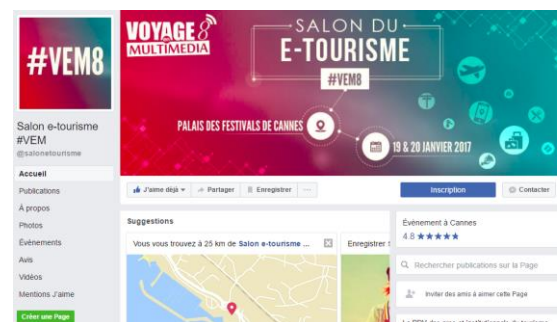 #VEM8
VOYAGE 8
MULTIMEDIA
SALON DU
E-TOURISME
#VEM8
PALAIS DES FESTIVALS DE CANNES
19 & 20 JANVIER 2017
Salon e-tourisme
#VEM
@salonetourisme
Accueil
Publications
À propos
Photos
Évènements
Avis
Vidéos
Mentions J'aime
Créer une Page
J'aime déjà
Partager
Enregistrer
Inscription
Contacter
Suggestions
Vous vous trouvez à 25 km de Salon e-tourisme ...
Enregistrer
Évènement à Cannes
4.8 ★★★★★
Rechercher publications sur la Page
Inviter des amis à aimer cette Page